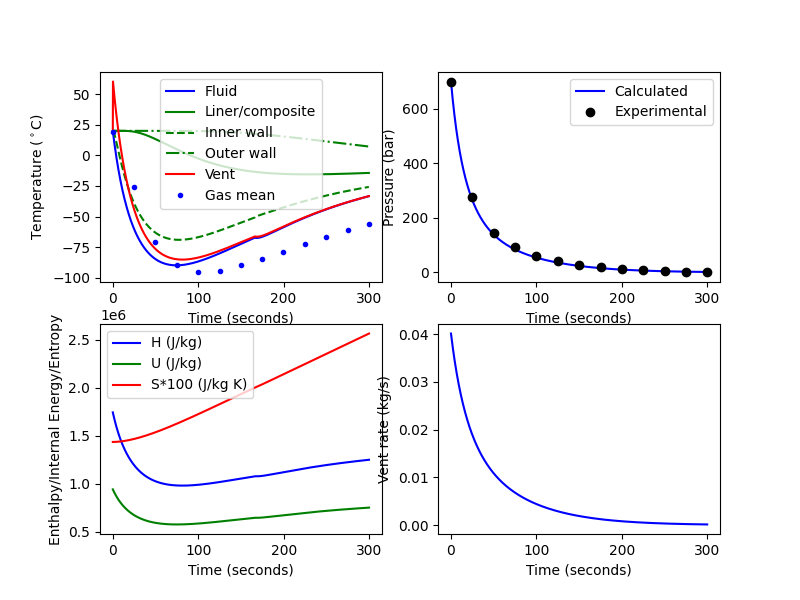 Temperature (°C)
50
25
0
−25
−50
−75
−100
0
100
200
300
Time (seconds)
Fluid
Liner/composite
Inner wall
Outer wall
Vent
Gas mean
Pressure (bar)
600
400
200
0
0
100
200
300
Time (seconds)
Calculated
Experimental
Enthalpy/Internal Energy/Entropy
1e6
2.5
2.0
1.5
1.0
0.5
0
100
200
300
Time (seconds)
H (J/kg)
U (J/kg)
S*100 (J/kg K)
Vent rate (kg/s)
0.04
0.03
0.02
0.01
0.00
0
100
200
300
Time (seconds)